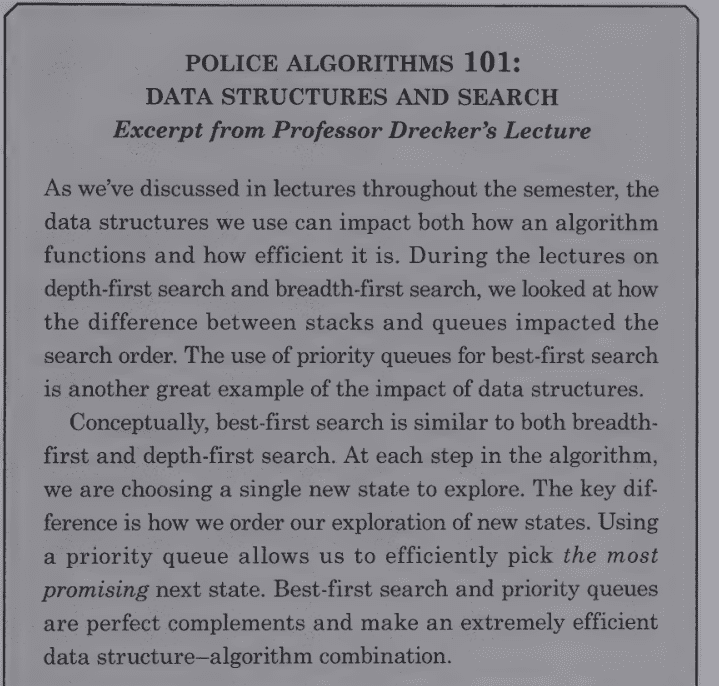 POLICE ALGORITHMS 101:
DATA STRUCTURES AND SEARCH
Excerpt from Professor Drecker’s Lecture
As we’ve discussed in lectures throughout the semester, the
data structures we use can impact both how an algorithm
functions and how efficient it is. During the lectures on
depth-first search and breadth-first search, we looked at how
the difference between stacks and queues impacted the
search order. The use of priority queues for best-first search
is another great example of the impact of data structures.
Conceptually, best-first search is similar to both breadth-
first and depth-first search. At each step in the algorithm,
we are choosing a single new state to explore. The key dif-
ference is how we order our exploration of new states. Using
a priority queue allows us to efficiently pick the most
promising next state. Best-first search and priority queues
are perfect complements and make an extremely efficient
data structure–algorithm combination.